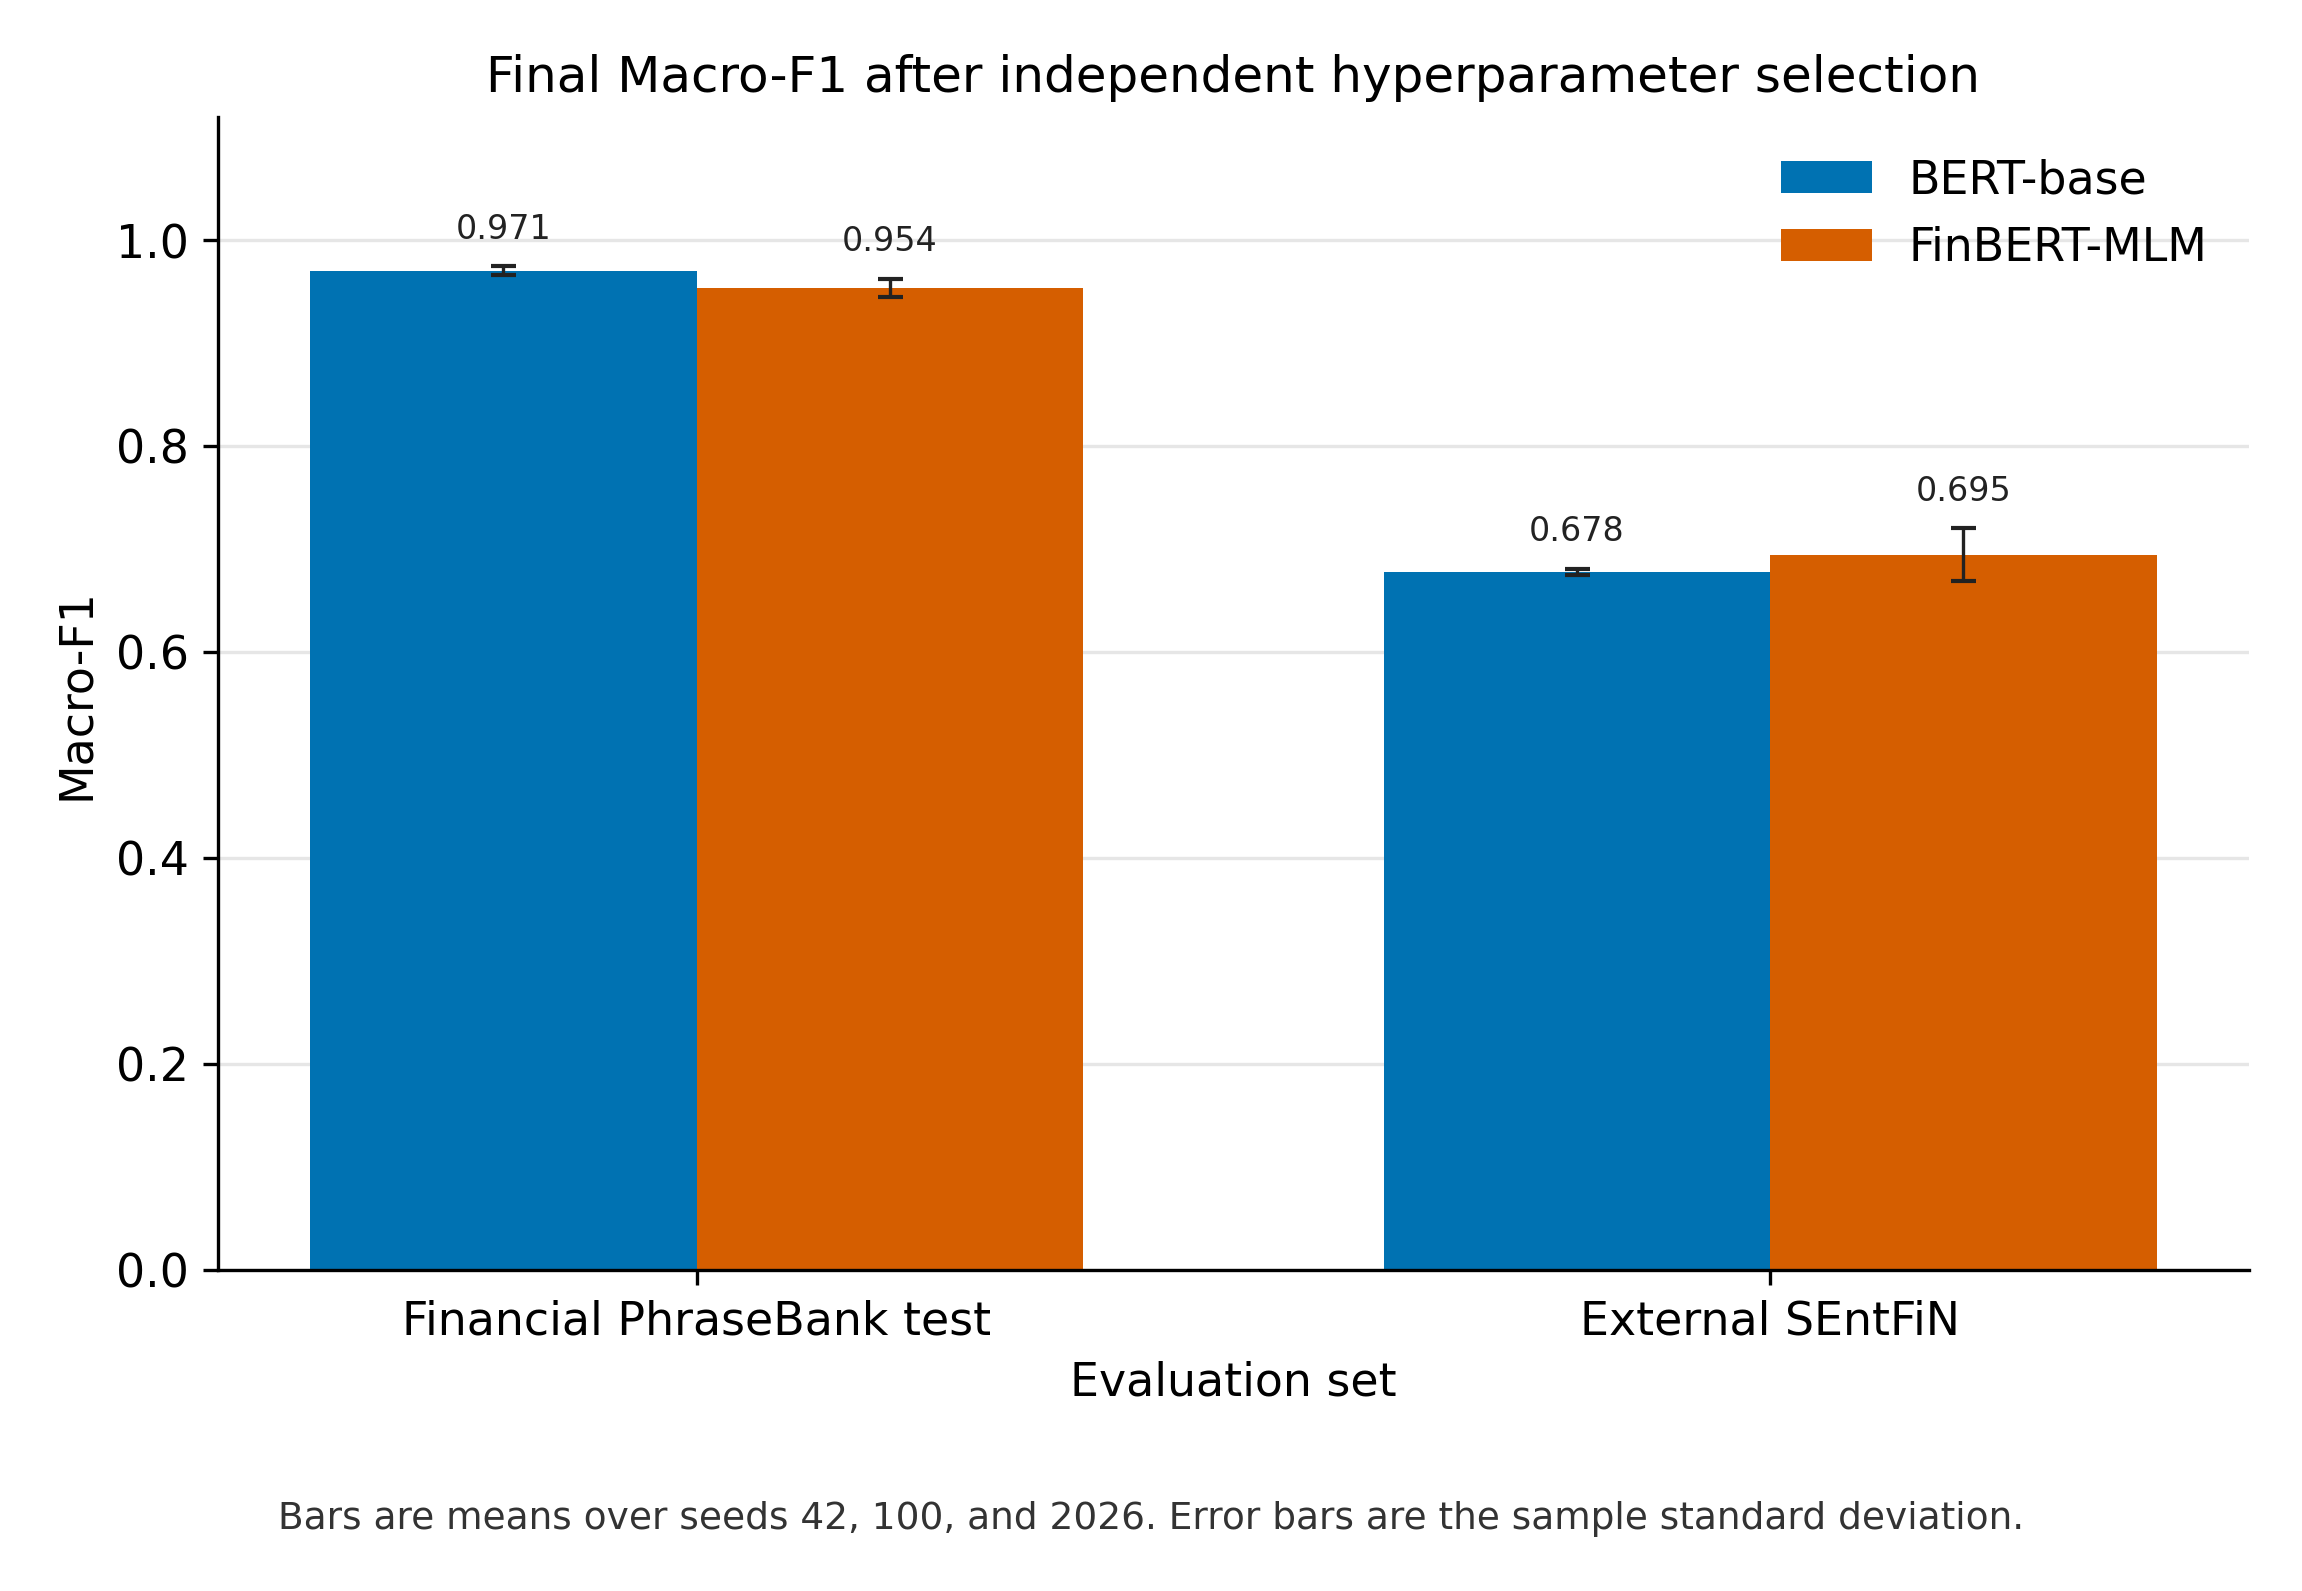 Final Macro-F1 after independent hyperparameter selection
BERT-base
FinBERT-MLM
0.971
0.954
0.678
0.695
Macro-F1
1.0
0.8
0.6
0.4
0.2
0.0
Financial PhraseBank test
External SEntFiN
Evaluation set
Bars are means over seeds 42, 100, and 2026. Error bars are the sample standard deviation.